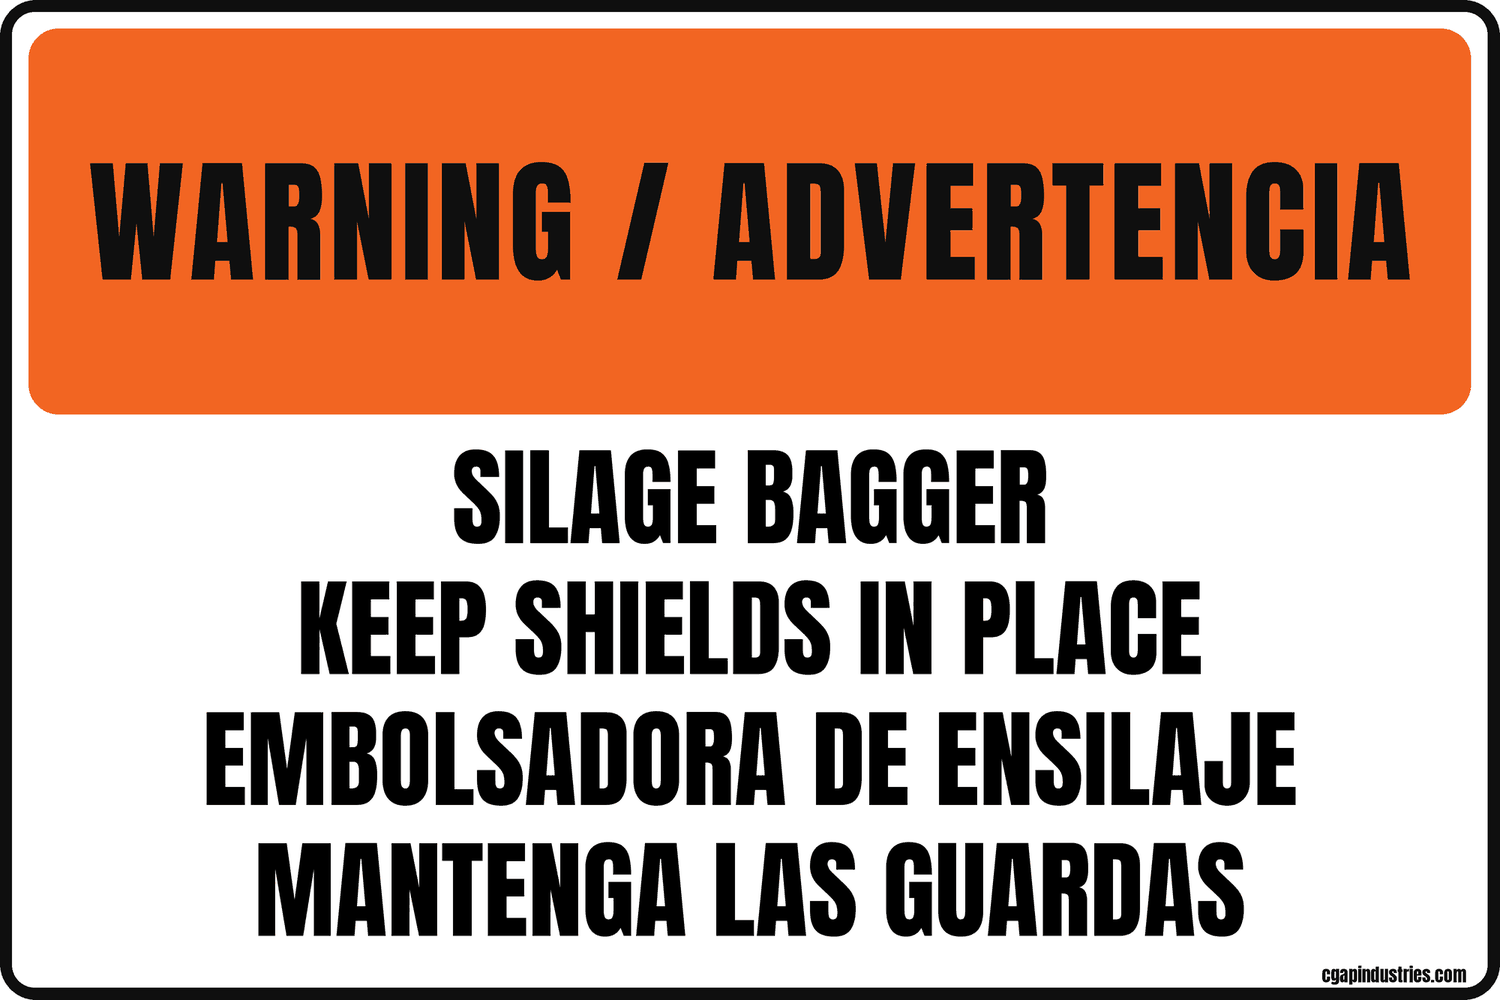 WARNING / ADVERTENCIA
SILAGE BAGGER
KEEP SHIELDS IN PLACE
EMBOLSADORA DE ENSILAJE
MANTENGA LAS GUARDAS
cgapindustries.com